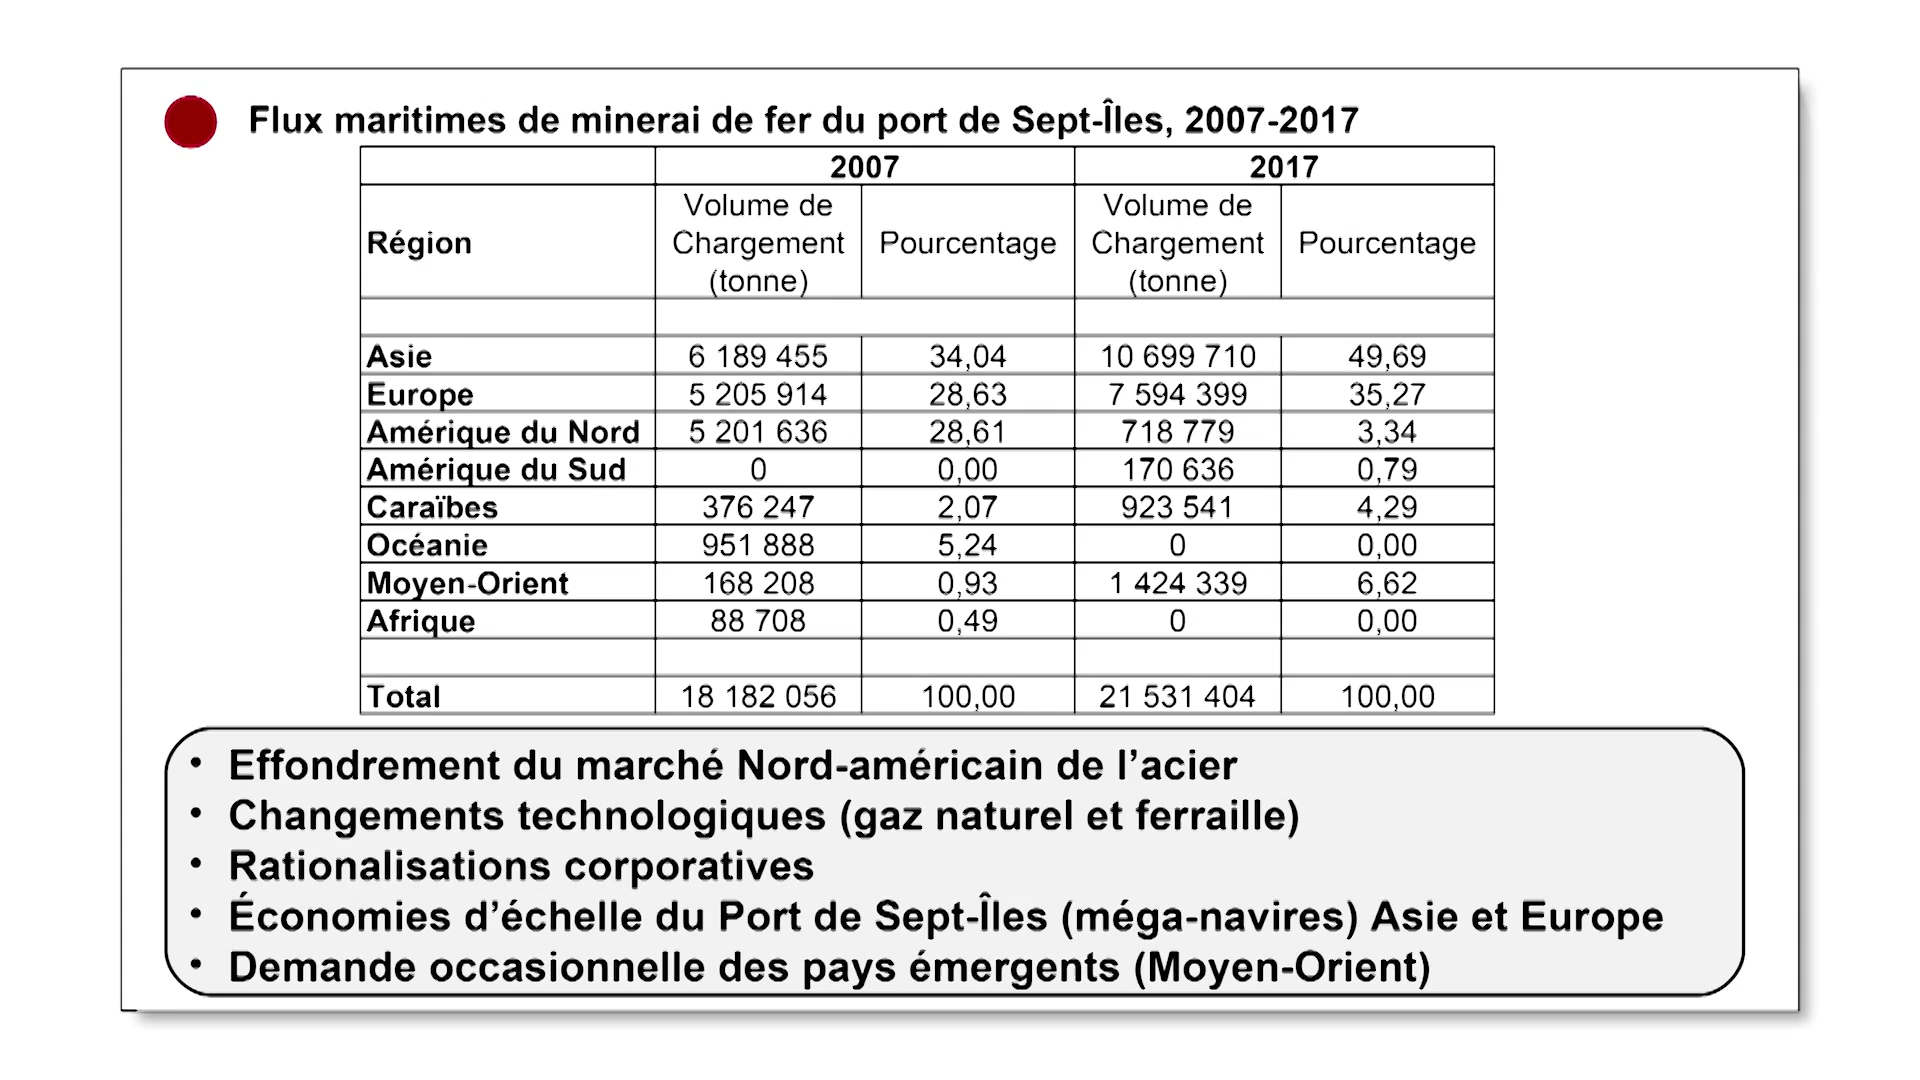 Flux maritimes de minerai de fer du port de Sept-Îles, 2007-2017
2007 2017
Région Volume de Chargement (tonne) Pourcentage Volume de Chargement (tonne) Pourcentage
Asie 6 189 455 34,04 10 699 710 49,69
Europe 5 205 914 28,63 7 594 399 35,27
Amérique du Nord 5 201 636 28,61 718 779 3,34
Amérique du Sud 0 0,00 170 636 0,79
Caraïbes 376 247 2,07 923 541 4,29
Océanie 951 888 5,24 0 0,00
Moyen-Orient 168 208 0,93 1 424 339 6,62
Afrique 88 708 0,49 0 0,00
Total 18 182 056 100,00 21 531 404 100,00
• Effondrement du marché Nord-américain de l’acier
• Changements technologiques (gaz naturel et ferraille)
• Rationalisations corporatives
• Économies d’échelle du Port de Sept-Îles (méga-navires) Asie et Europe
• Demande occasionnelle des pays émergents (Moyen-Orient)